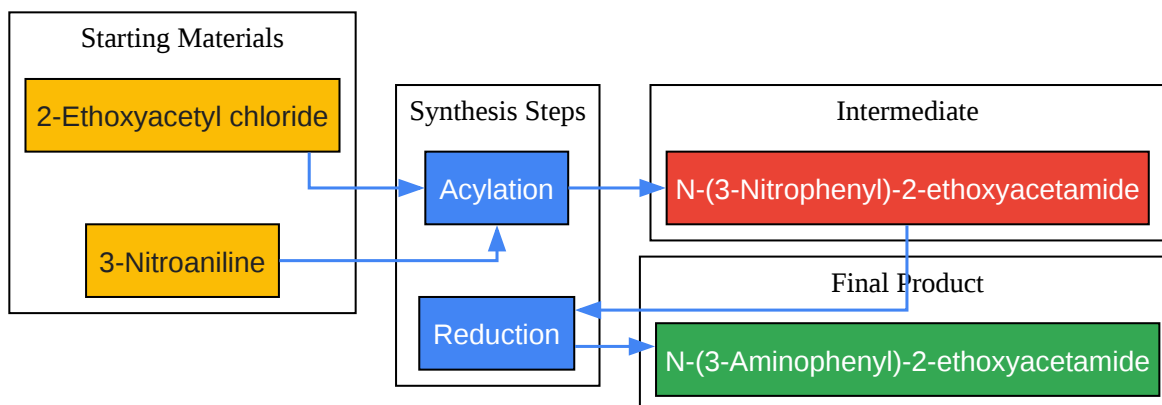 Starting Materials
2-Ethoxyacetyl chloride
3-Nitroaniline
Synthesis Steps
Acylation
Reduction
Intermediate
N-(3-Nitrophenyl)-2-ethoxyacetamide
Final Product
N-(3-Aminophenyl)-2-ethoxyacetamide